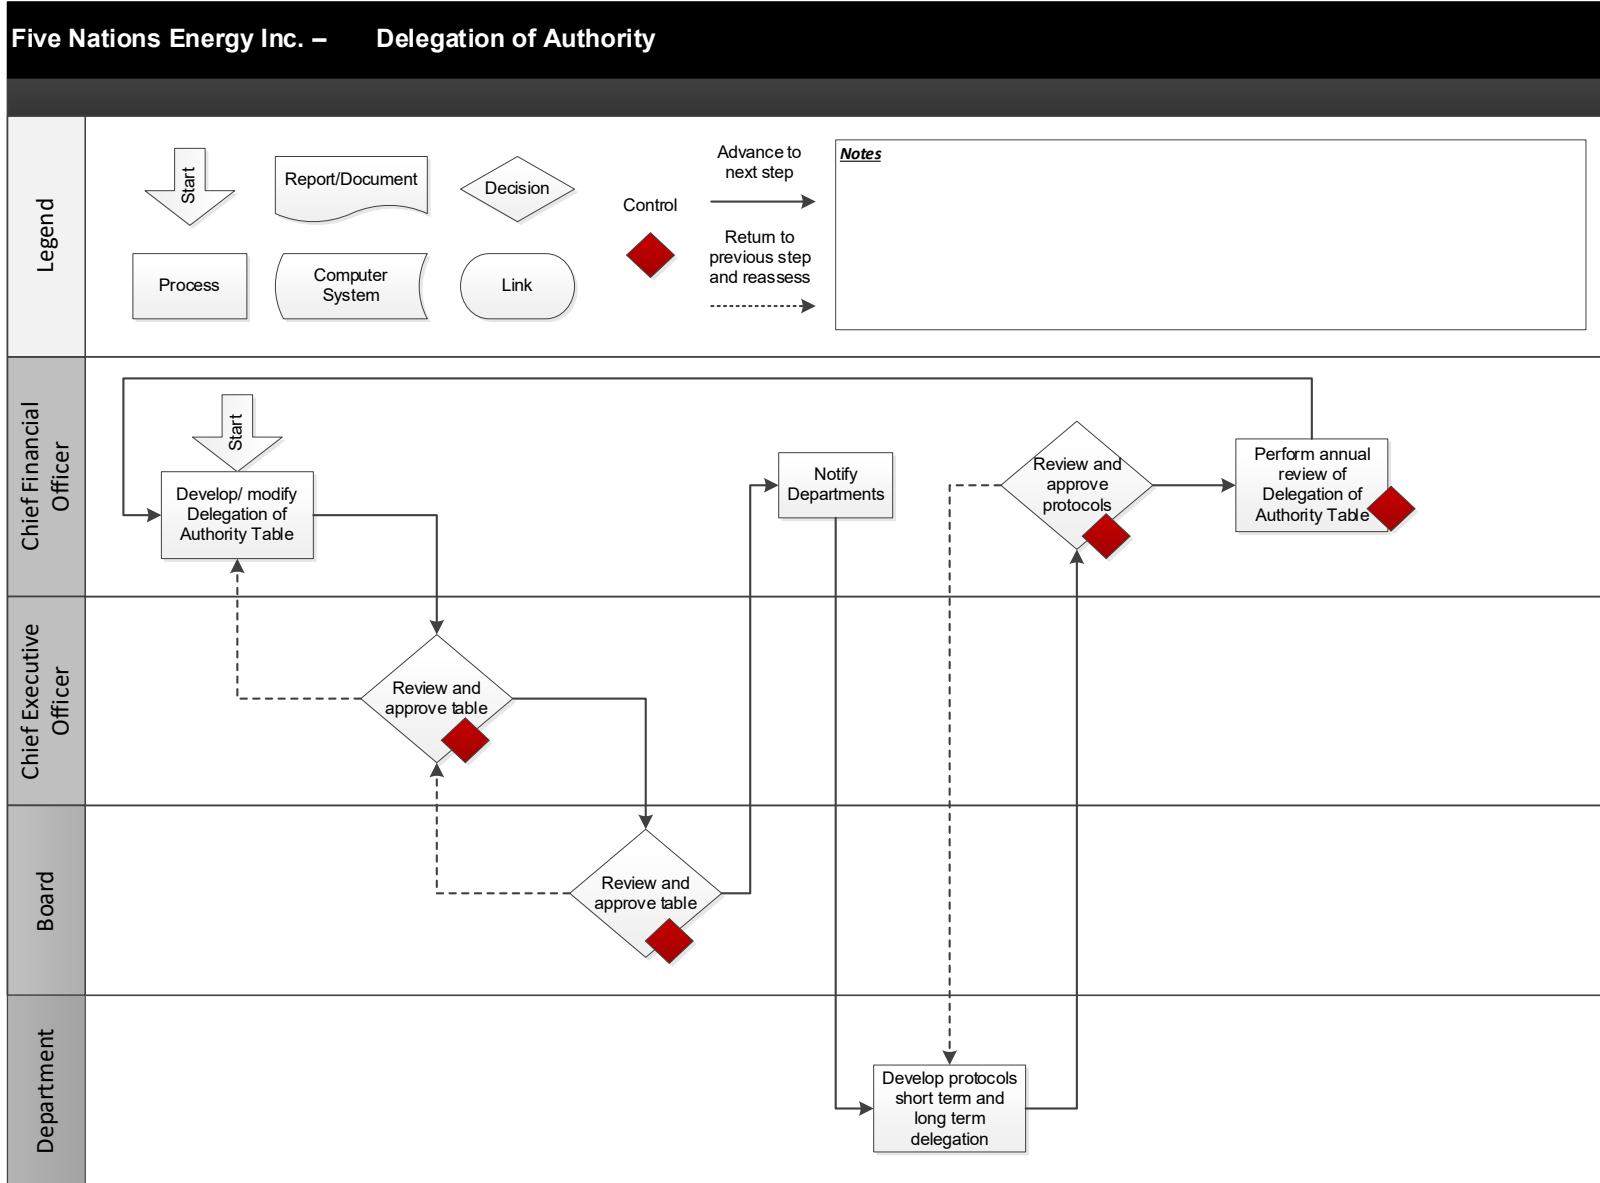 Five Nations Energy Inc. – Delegation of Authority
Legend
Start
Report/Document
Decision
Process
Computer
System
Link
Control
Advance to
next step
Return to
previous step
and reassess
Notes
Chief Financial
Officer
Start
Develop/ modify
Delegation of
Authority Table
Notify
Departments
Review and
approve
protocols
Perform annual
review of
Delegation of
Authority Table
Chief Executive
Officer
Review and
approve table
Board
Review and
approve table
Department
Develop protocols
short term and
long term
delegation